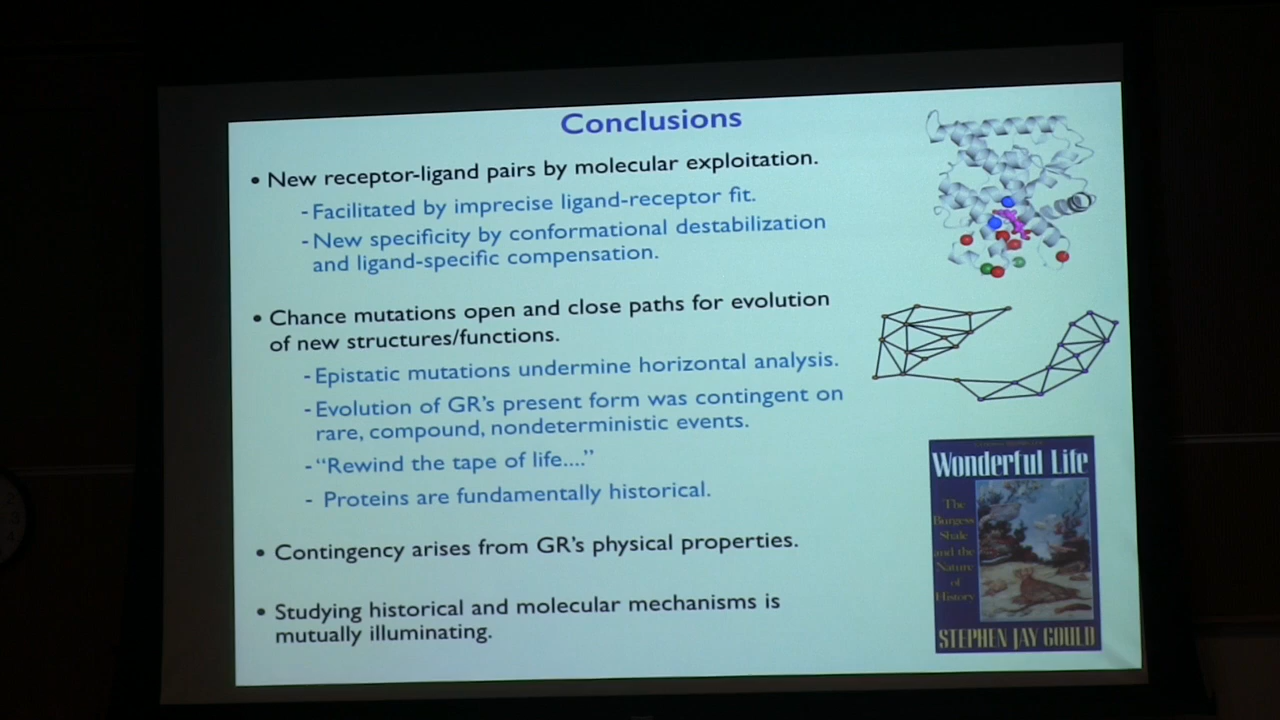 Conclusions
• New receptor-ligand pairs by molecular exploitation.
- Facilitated by imprecise ligand-receptor fit.
- New specificity by conformational destabilization
and ligand-specific compensation.
• Chance mutations open and close paths for evolution
of new structures/functions.
- Epistatic mutations undermine horizontal analysis.
- Evolution of GR's present form was contingent on
rare, compound, nondeterministic events.
- “Rewind the tape of life....”
- Proteins are fundamentally historical.
• Contingency arises from GR's physical properties.
• Studying historical and molecular mechanisms is
mutually illuminating.
Wonderful Life
The
Burgess
Shale
and the
Nature
of
History
STEPHEN JAY GOULD